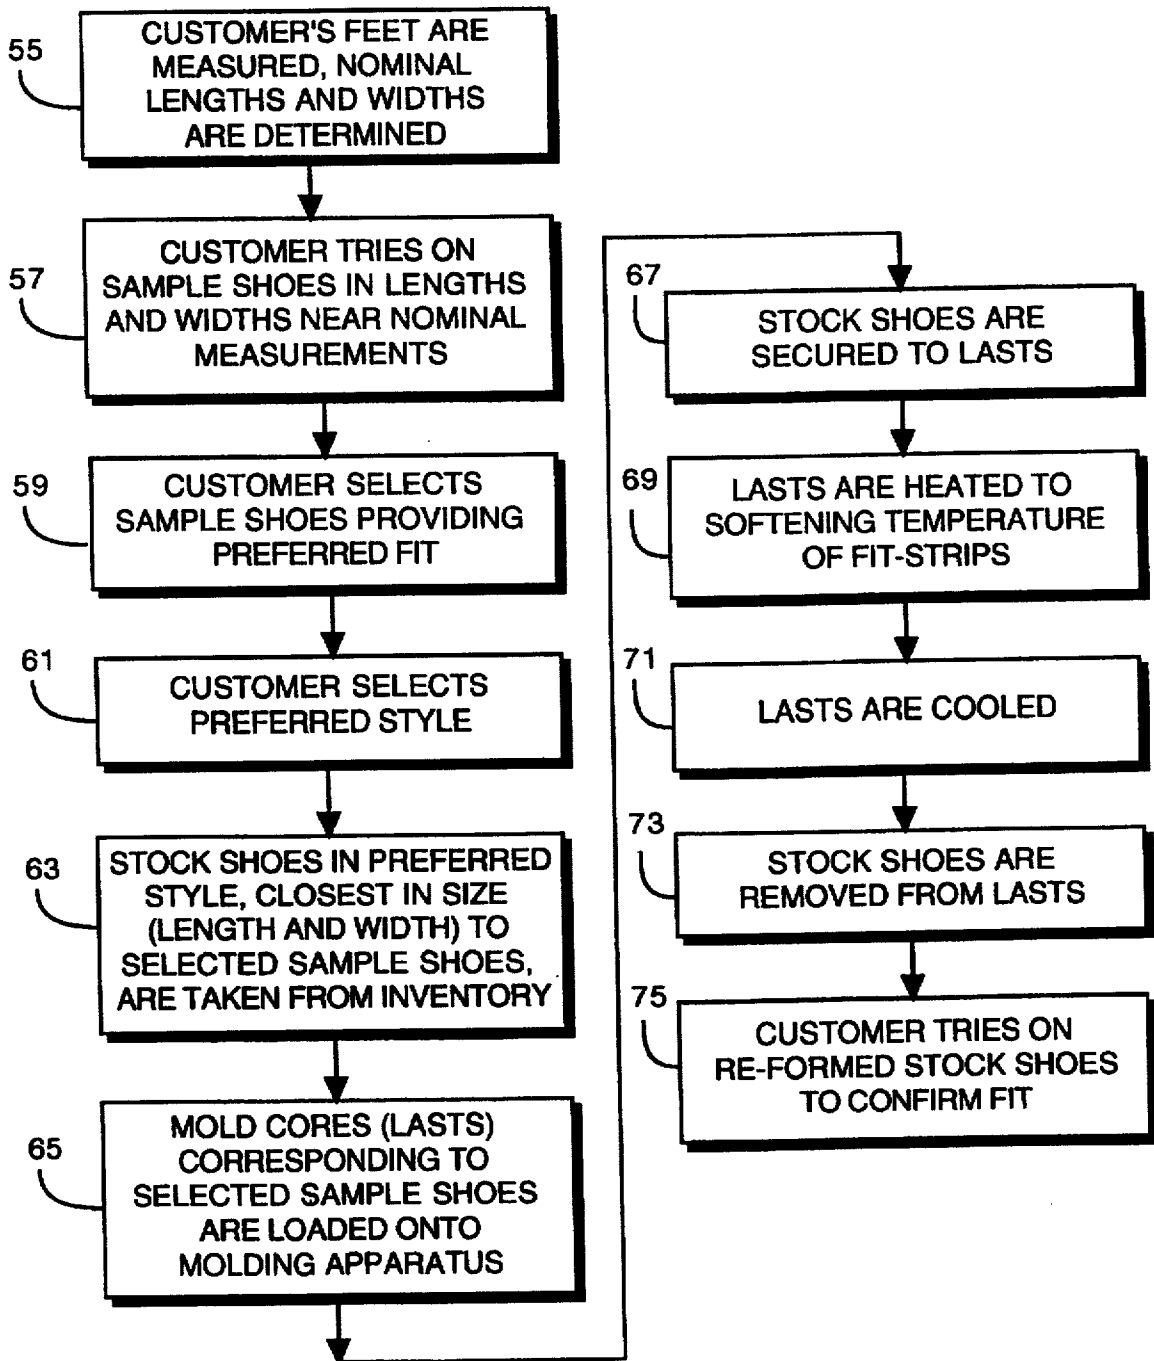 55
CUSTOMER'S FEET ARE
MEASURED, NOMINAL
LENGTHS AND WIDTHS
ARE DETERMINED
57
CUSTOMER TRIES ON
SAMPLE SHOES IN LENGTHS
AND WIDTHS NEAR NOMINAL
MEASUREMENTS
59
CUSTOMER SELECTS
SAMPLE SHOES PROVIDING
PREFERRED FIT
61
CUSTOMER SELECTS
PREFERRED STYLE
63
STOCK SHOES IN PREFERRED
STYLE, CLOSEST IN SIZE
(LENGTH AND WIDTH) TO
SELECTED SAMPLE SHOES,
ARE TAKEN FROM INVENTORY
65
MOLD CORES (LASTS)
CORRESPONDING TO
SELECTED SAMPLE SHOES
ARE LOADED ONTO
MOLDING APPARATUS
67
STOCK SHOES ARE
SECURED TO LASTS
69
LASTS ARE HEATED TO
SOFTENING TEMPERATURE
OF FIT-STRIPS
71
LASTS ARE COOLED
73
STOCK SHOES ARE
REMOVED FROM LASTS
75
CUSTOMER TRIES ON
RE-FORMED STOCK SHOES
TO CONFIRM FIT